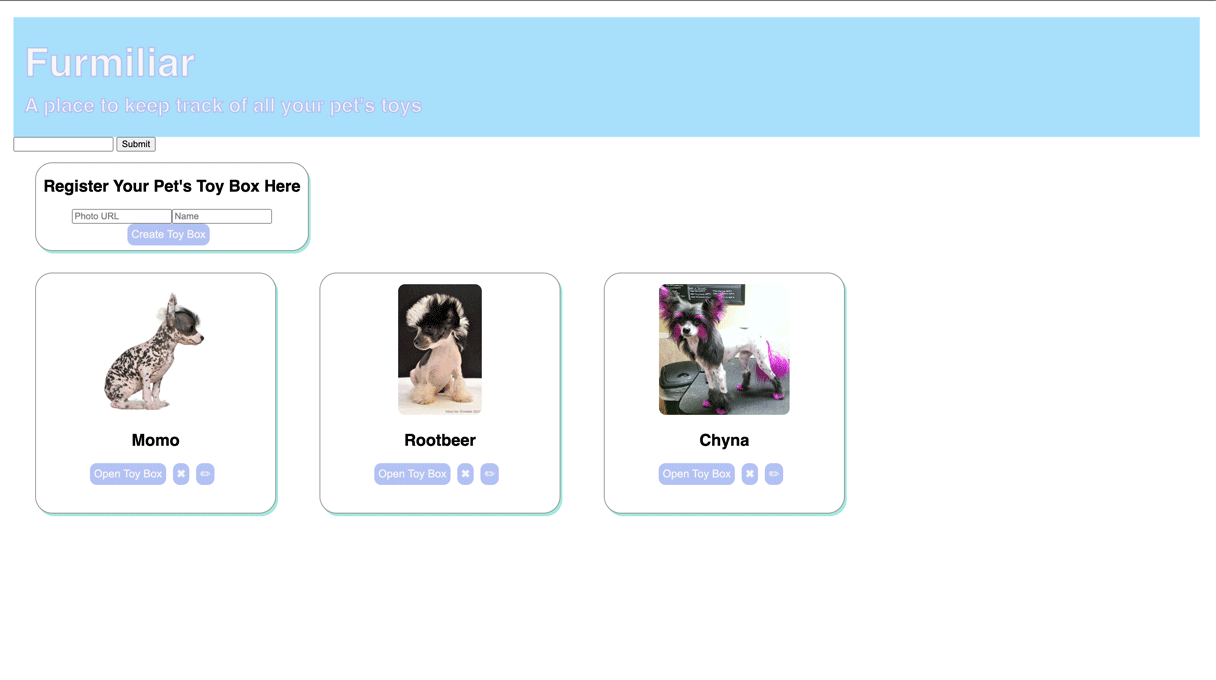 Furmiliar
A place to keep track of all your pet's toys
Submit
Register Your Pet's Toy Box Here
Photo URL Name
Create Toy Box
Momo Rootbeer Chyna
Open Toy Box ✖ ✏ Open Toy Box ✖ ✏ Open Toy Box ✖ ✏